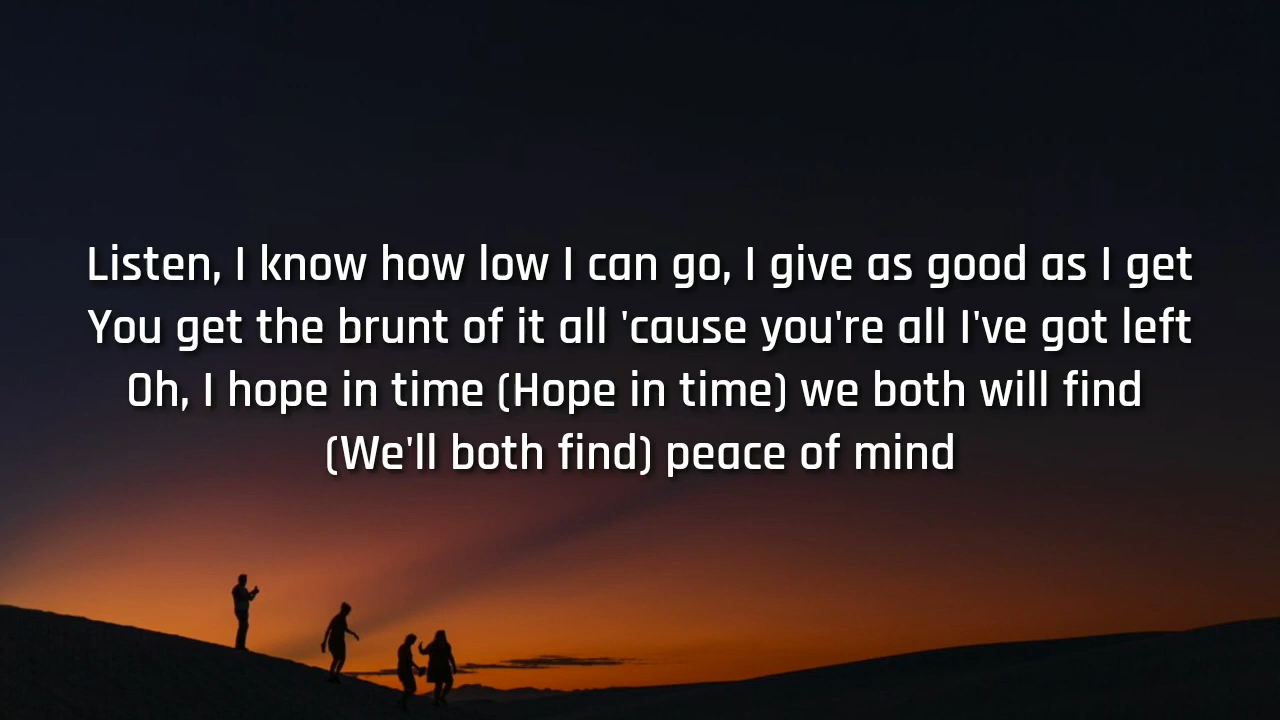 Listen, I know how low I can go, I give as good as I get
You get the brunt of it all 'cause you're all I've got left
Oh, I hope in time (Hope in time) we both will find
(We'll both find) peace of mind